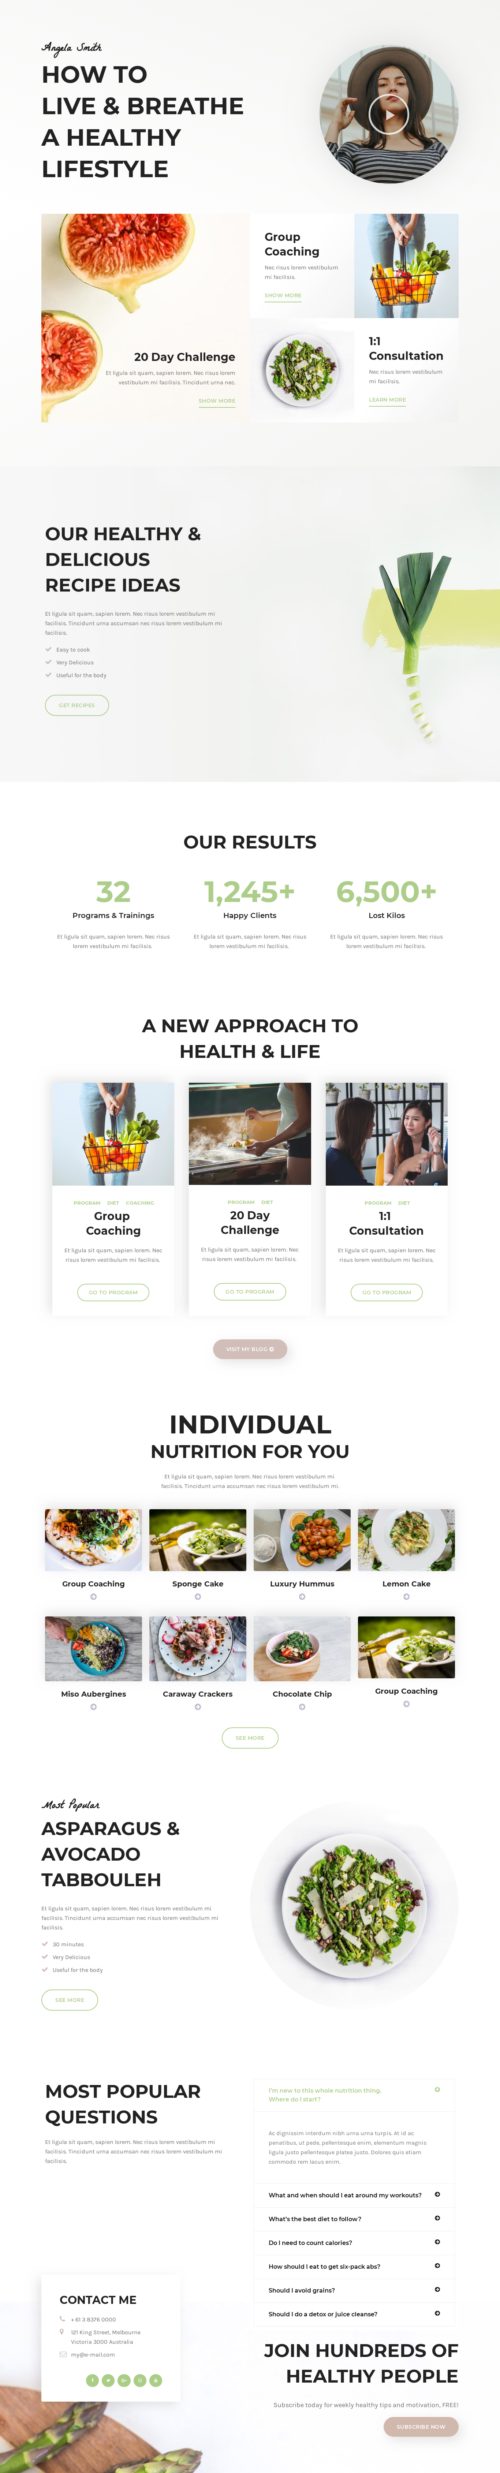 Angela Smith
HOW TO
LIVE & BREATHE
A HEALTHY
LIFESTYLE
Group
Coaching
Nec risus lorem vestibulum
mi facilisis.
SHOW MORE
20 Day Challenge
Et ligula sit quam, sapien lorem. Nec risus lorem
vestibulum mi facilisis. Tincidunt urna nec.
SHOW MORE
1:1
Consultation
Nec risus lorem vestibulum
mi facilisis.
LEARN MORE
OUR HEALTHY &
DELICIOUS
RECIPE IDEAS
Et ligula sit quam, sapien lorem. Nec risus lorem vestibulum mi
facilisis. Tincidunt urna accumsan nec risus lorem vestibulum mi
facilisis.
Easy to cook
Very Delicious
Useful for the body
GET RECIPES
OUR RESULTS
32
Programs & Trainings
Et ligula sit quam, sapien lorem. Nec risus
lorem vestibulum mi facilisis.
1,245+
Happy Clients
Et ligula sit quam, sapien lorem. Nec risus
lorem vestibulum mi facilisis.
6,500+
Lost Kilos
Et ligula sit quam, sapien lorem. Nec risus
lorem vestibulum mi facilisis.
A NEW APPROACH TO
HEALTH & LIFE
PROGRAM DIET COACHING
Group
Coaching
Et ligula sit quam, sapien lorem. Nec
risus lorem vestibulum mi facilisis.
GO TO PROGREM
PROGRAM DIET
20 Day
Challenge
Et ligula sit quam, sapien lorem. Nec
risus lorem vestibulum mi facilisis.
GO TO PROGRAM
PROGRAM DIET
1:1
Consultation
Et ligula sit quam, sapien lorem. Nec
risus lorem vestibulum mi facilisis.
GO TO PROGRAM
VISIT MY BLOG
INDIVIDUAL
NUTRITION FOR YOU
Et ligula sit quam, sapien lorem. Nec risus lorem vestibulum mi
facilisis. Tincidunt urna accumsan nec risus lorem vestibulum mi.
Group Coaching
Sponge Cake
Luxury Hummus
Lemon Cake
Miso Aubergines
Caraway Crackers
Chocolate Chip
Group Coaching
SEE MORE
Most Popular
ASPARAGUS &
AVOCADO
TABBOULEH
Et ligula sit quam, sapien lorem. Nec risus lorem vestibulum mi
facilisis. Tincidunt urna accumsan nec risus lorem vestibulum mi
facilisis
30 minutes
Very Delicious
Useful for the body
SEE MORE
MOST POPULAR
QUESTIONS
Et ligula sit quam, sapien lorem. Nec risus lorem vestibulum mi
facilisis. Tincidunt urna accumsan nec risus lorem vestibulum mi
facilisis.
I'm new to this whole nutrition thing.
Where do I start?
Ac dignissim interdum nibh urna urna turpis. At id ac
penatibus, ut pede, pellentesque enim, elementum magnis
ligula justo pellentesque platea justo. Dolores quis etiam
commodo rem lacus enim.
What and when should I eat around my workouts?
What's the best diet to follow?
Do I need to count calories?
How should I eat to get six-pack abs?
Should I avoid grains?
Should I do a detox or juice cleanse?
CONTACT ME
+ 61 3 8376 0000
121 King Street, Melbourne
Victoria 3000 Australia
my@e-mail.com
JOIN HUNDREDS OF
HEALTHY PEOPLE
Subscribe today for weekly healthy tips and motivation, FREE!
SUBSCRIBE NOW